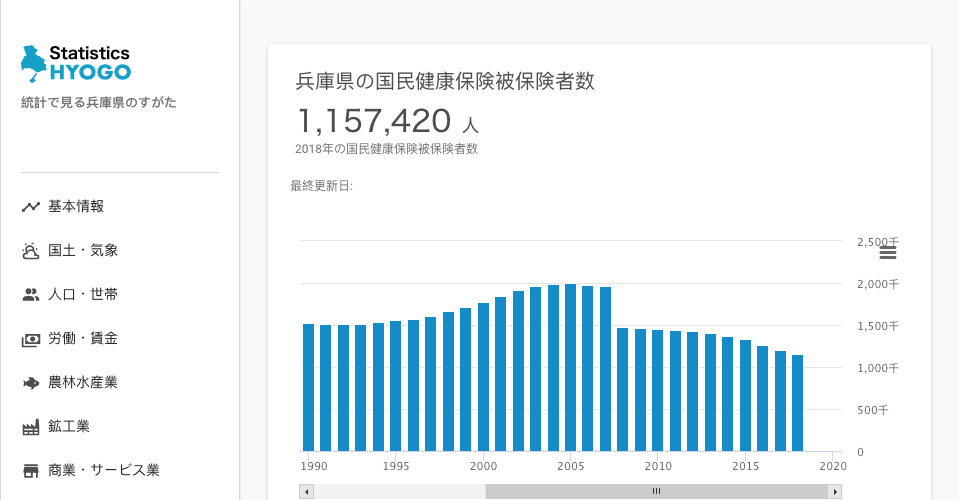 Statistics
HYOGO
統計で見る兵庫県のすがた
基本情報
国土・気象
人口・世帯
労働・賃金
農林水産業
鉱工業
商業・サービス業
兵庫県の国民健康保険被保険者数
1,157,420 人
2018年の国民健康保険被保険者数
最終更新日:
2,500千
2,000千
1,500千
1,000千
500千
0
1990 1995 2000 2005 2010 2015 2020